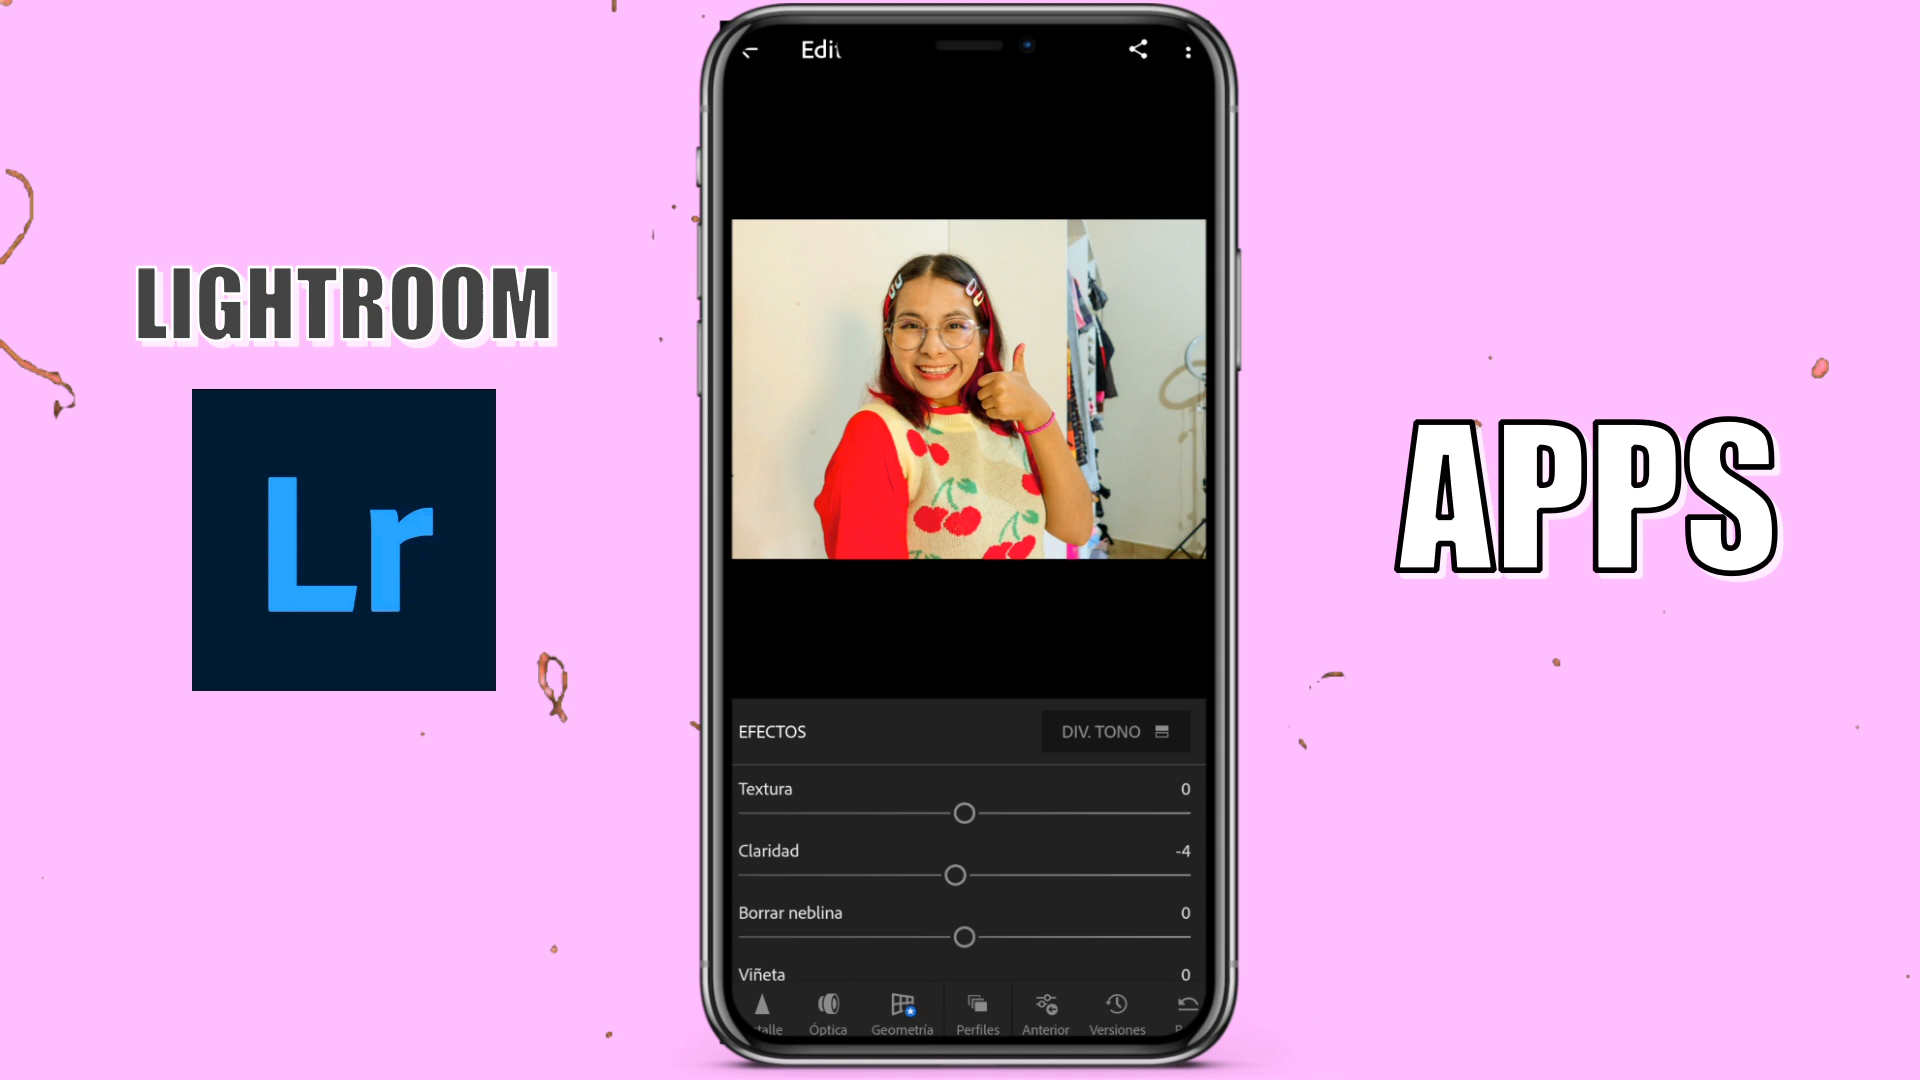 Edit
LIGHTROOM
Lr
APPS
EFECTOS
DIV. TONO
Textura
0
Claridad
-4
Borrar neblina
0
Viñeta
0
Óptica
Geometría
Perfiles
Anterior
Versiones